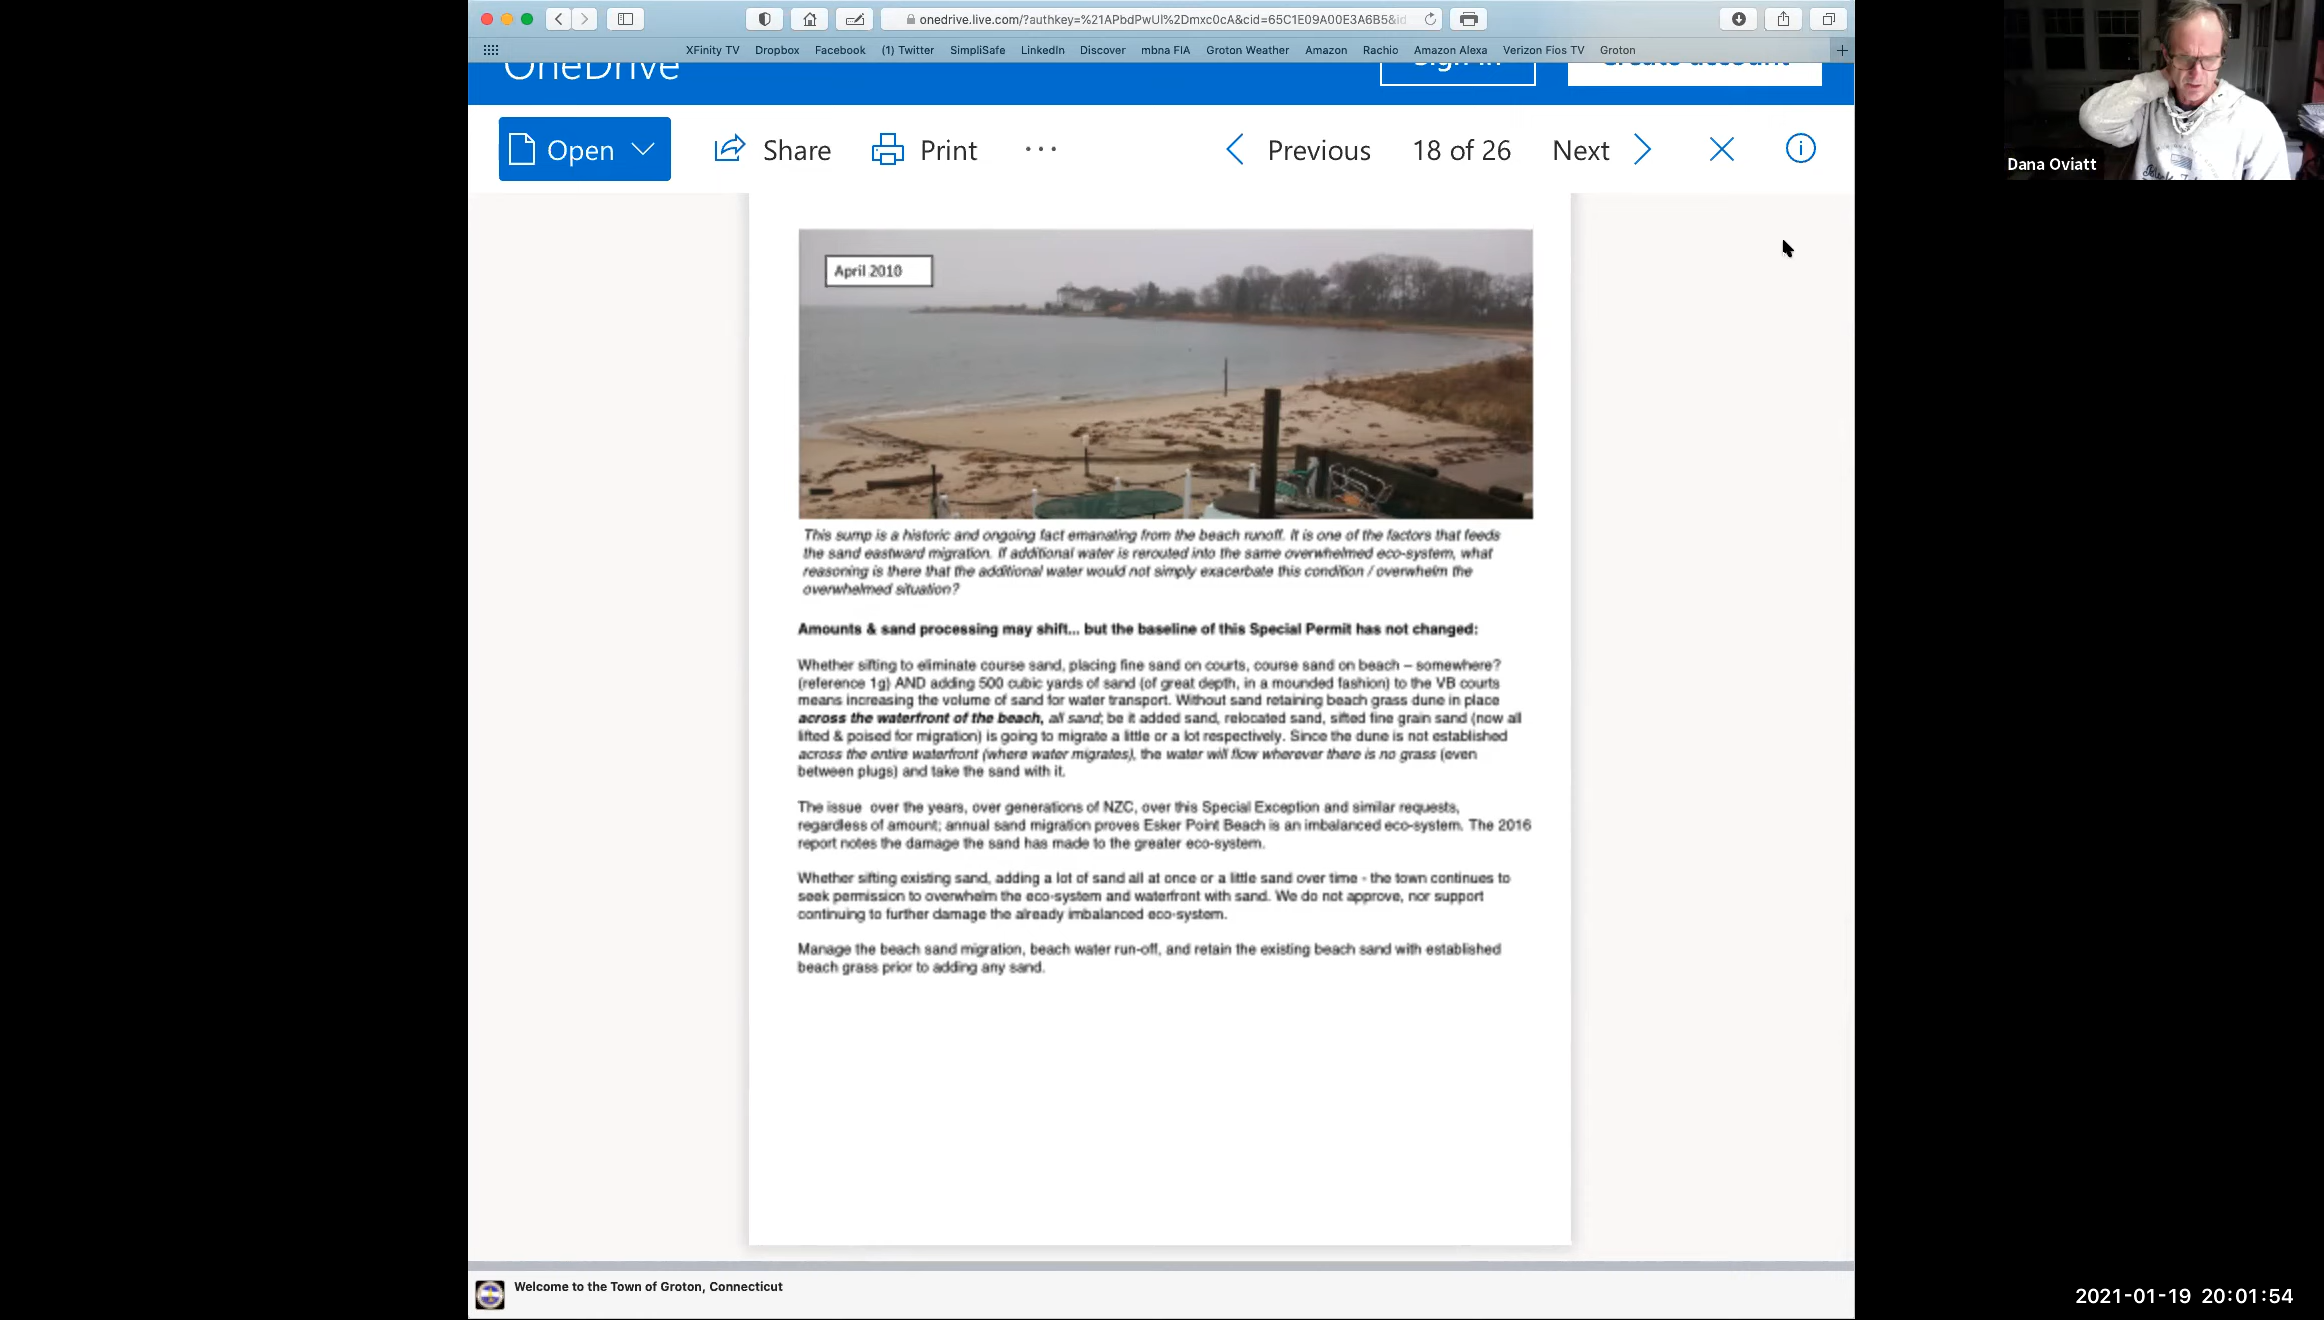 onedrive.live.com/?authkey=%21APbdPwUI%2Dmxc0cA&cid=65C1E09A00E3A6B5&id
XFinity TV Dropbox Facebook (1) Twitter SimpliSafe LinkedIn Discover mbna FIA Groton Weather Amazon Rachio Amazon Alexa Verizon Fios TV Groton
OneDrive Sign in Create account
Open Share Print ... Previous 18 of 26 Next
Dana Oviatt
April 2010
This sump is a historic and ongoing fact emanating from the beach runoff. It is one of the factors that feeds
the sand eastward migration. If additional water is rerouted into the same overwhelmed eco-system, what
reasoning is there that the additional water would not simply exacerbate this condition / overwhelm the
overwhelmed situation?
Amounts & sand processing may shift... but the baseline of this Special Permit has not changed:
Whether sifting to eliminate course sand, placing fine sand on courts, course sand on beach – somewhere?
(reference 1g) AND adding 500 cubic yards of sand (of great depth, in a mounded fashion) to the VB courts
means increasing the volume of sand for water transport. Without sand retaining beach grass dune in place
across the waterfront of the beach, all sand; be it added sand, relocated sand, sifted fine grain sand (now all
lifted & poised for migration) is going to migrate a little or a lot respectively. Since the dune is not established
across the entire waterfront (where water migrates), the water will flow wherever there is no grass (even
between plugs) and take the sand with it.
The issue over the years, over generations of NZC, over this Special Exception and similar requests,
regardless of amount; annual sand migration proves Esker Point Beach is an imbalanced eco-system. The 2016
report notes the damage the sand has made to the greater eco-system.
Whether sifting existing sand, adding a lot of sand all at once or a little sand over time - the town continues to
seek permission to overwhelm the eco-system and waterfront with sand. We do not approve, nor support
continuing to further damage the already imbalanced eco-system.
Manage the beach sand migration, beach water run-off, and retain the existing beach sand with established
beach grass prior to adding any sand.
Welcome to the Town of Groton, Connecticut
2021-01-19 20:01:54